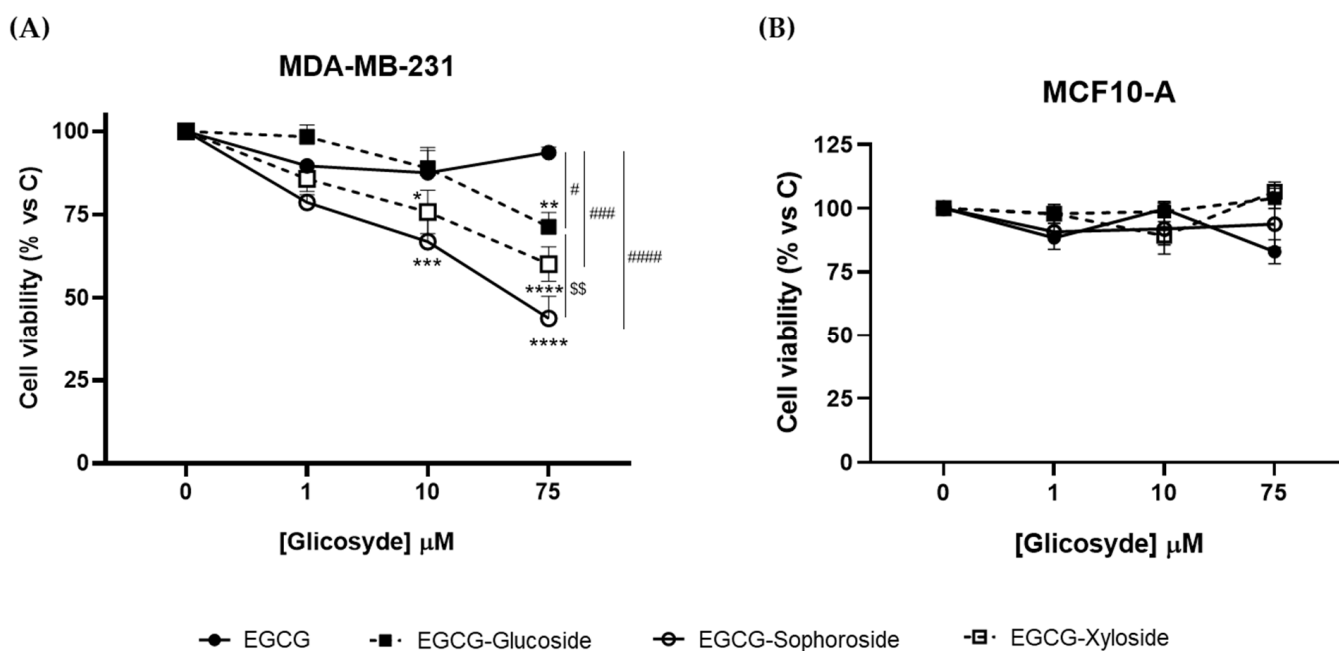 (A)
MDA-MB-231
Cell viability (% vs C)
100
75
50
25
0
*
***
**
****
****
#
$$
###
####
0 1 10 75
[Glicosyde] μM
(B)
MCF10-A
Cell viability (% vs C)
125
100
75
50
25
0
0 1 10 75
[Glicosyde] μM
EGCG EGCG-Glucoside EGCG-Sophoroside EGCG-Xyloside